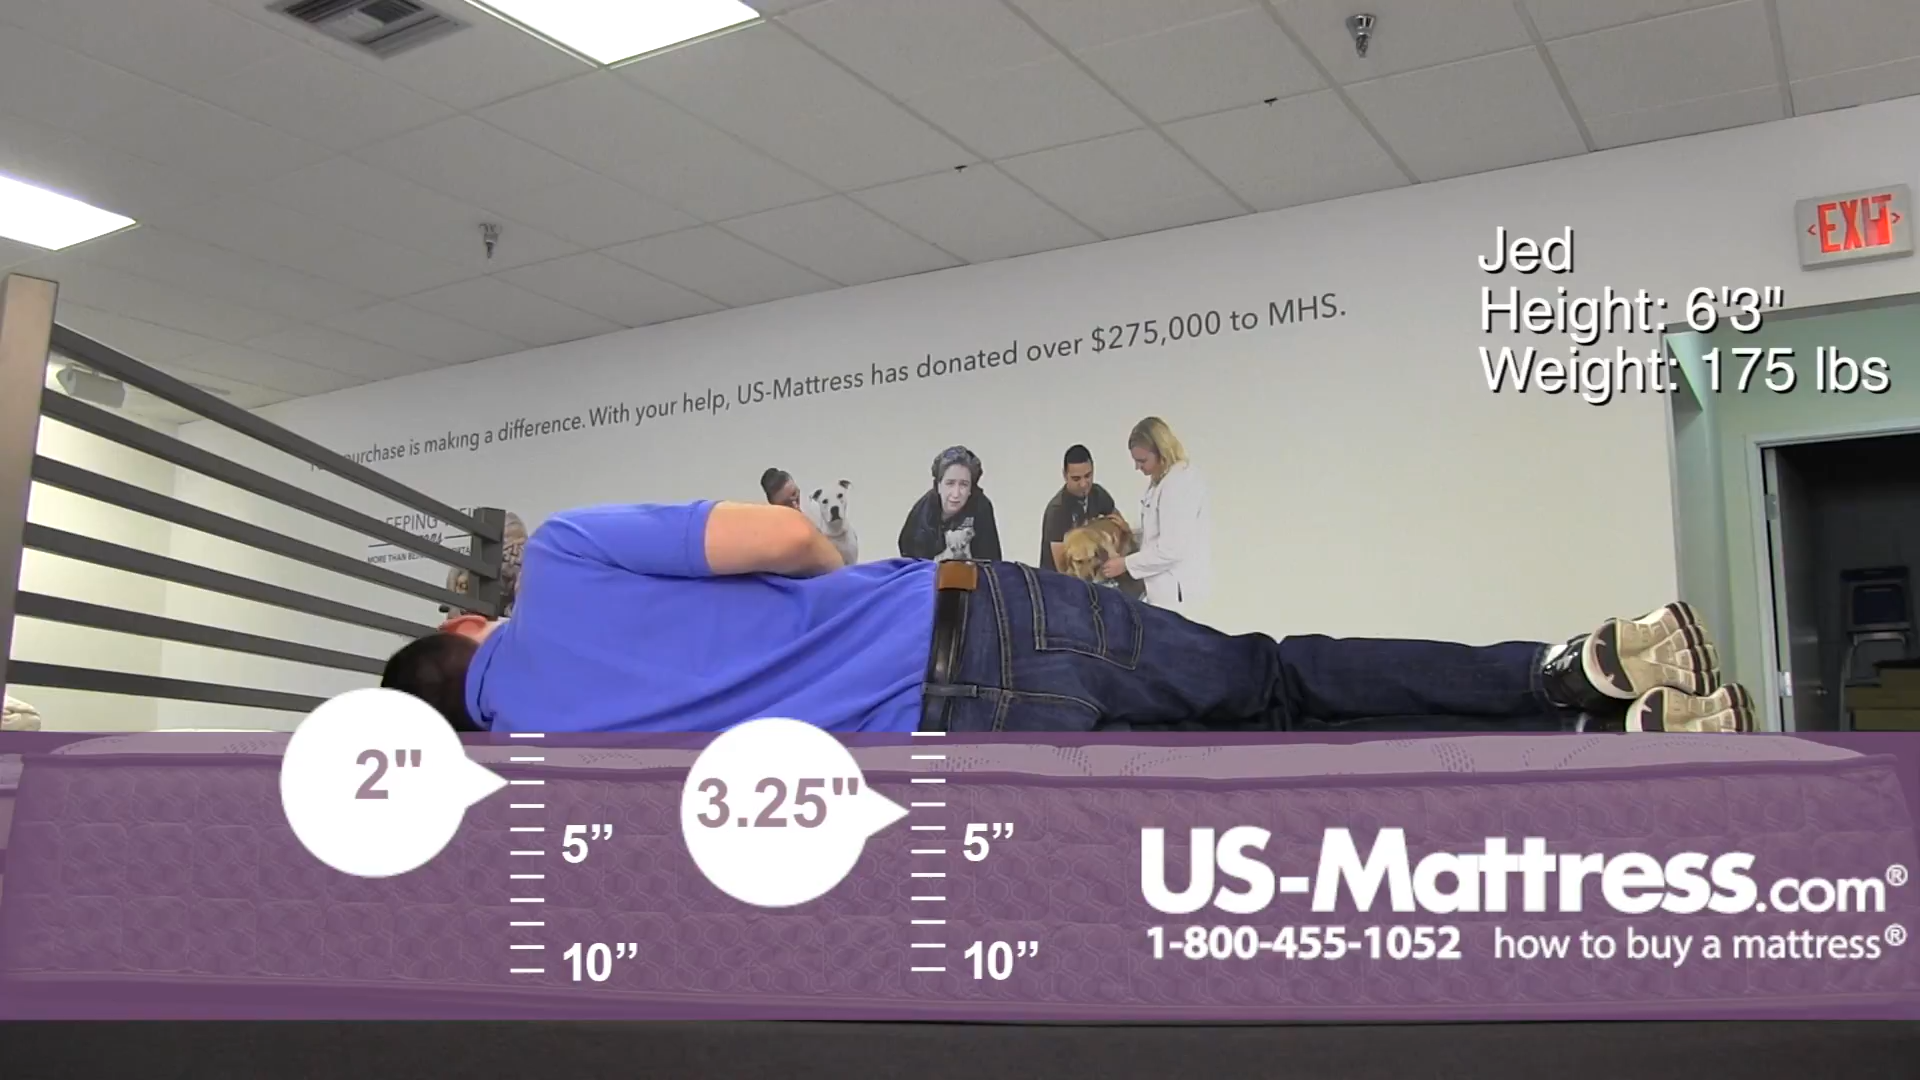 EXIT
Jed
Height: 6'3"
Weight: 175 lbs
purchase is making a difference. With your help, US-Mattress has donated over $275,000 to MHS.
2"
5”
10”
3.25"
5”
10”
US-Mattress.com®
1-800-455-1052 how to buy a mattress®